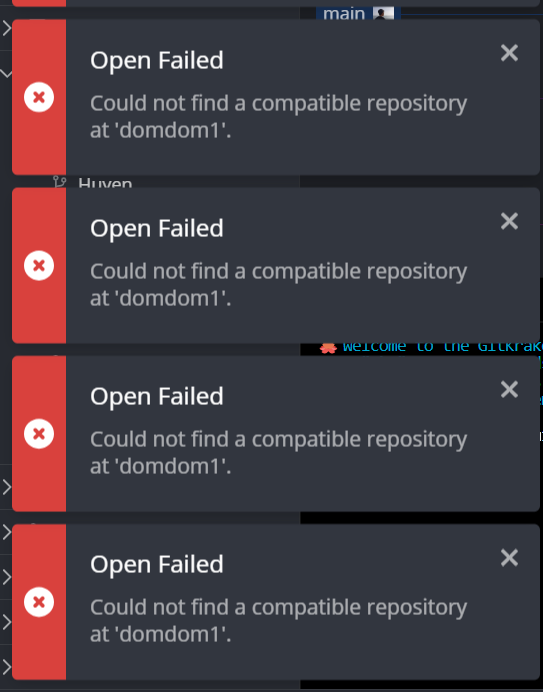 main
Open Failed
Could not find a compatible repository
at 'domdom1'.
Huyen
Open Failed
Could not find a compatible repository
at 'domdom1'.
Welcome to the GitKrake
Open Failed
Could not find a compatible repository
at 'domdom1'.
Open Failed
Could not find a compatible repository
at 'domdom1'.